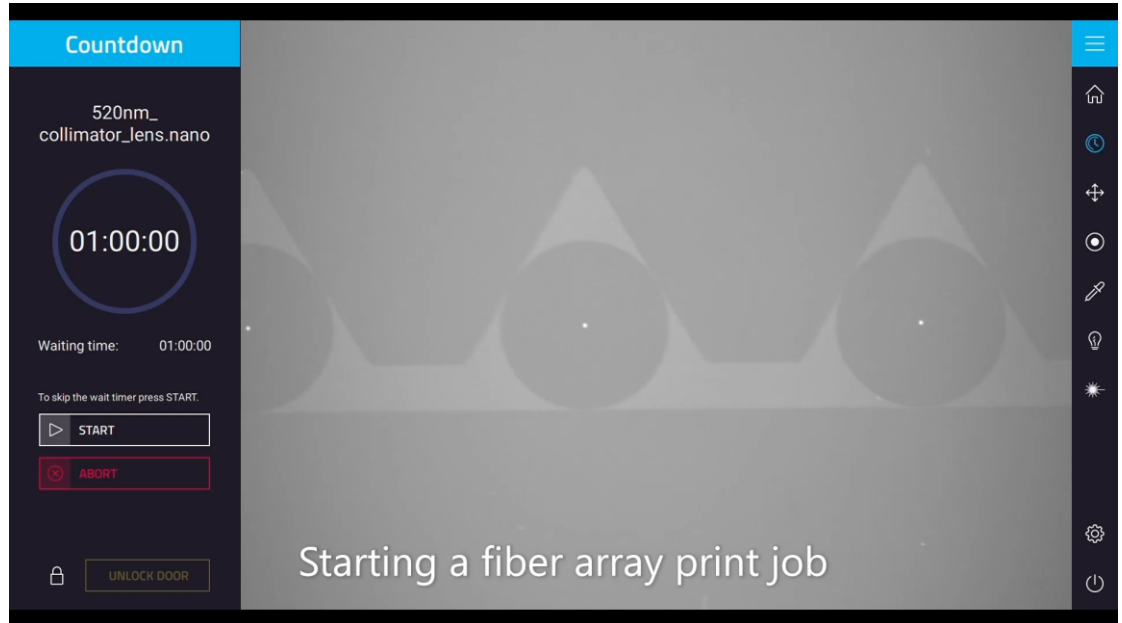 Countdown
520nm_
collimator_lens.nano
01:00:00
Waiting time: 01:00:00
To skip the wait timer press START.
START
ABORT
UNLOCK DOOR
Starting a fiber array print job